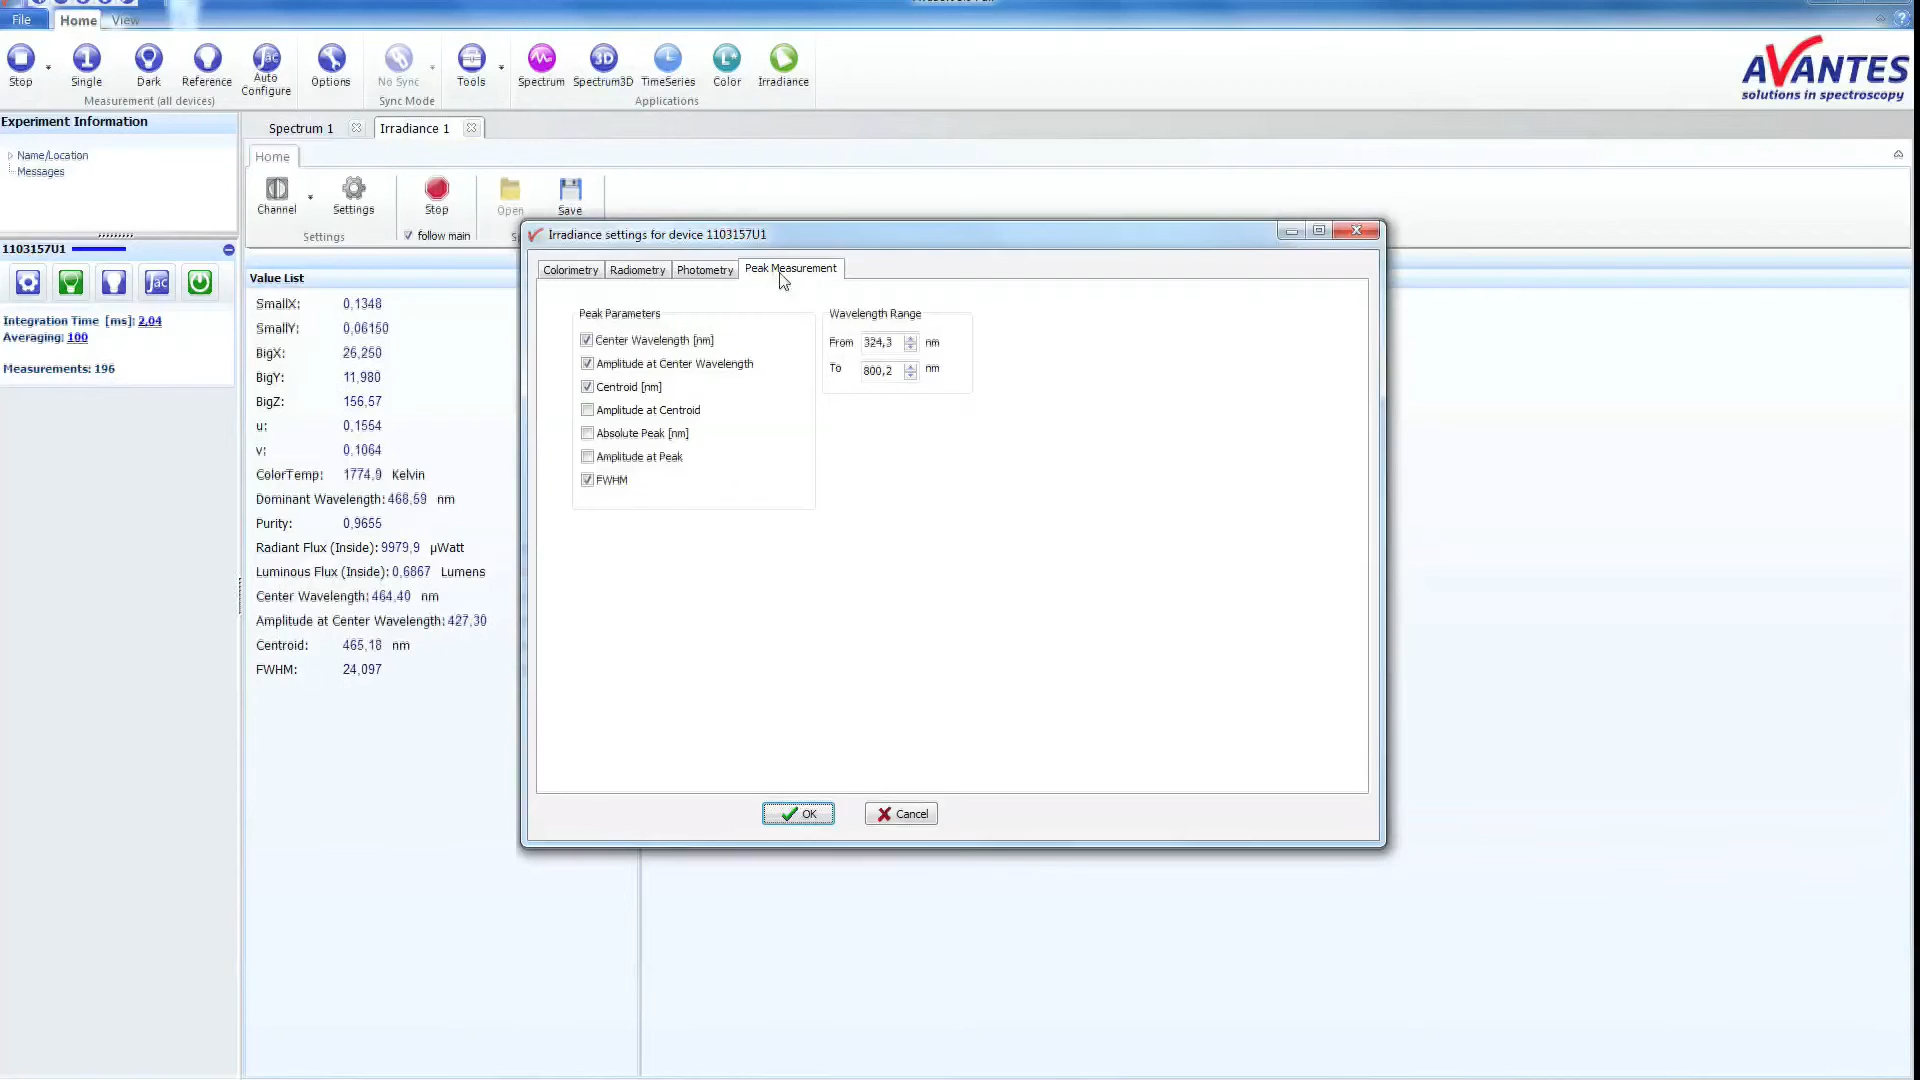 File Home View
Stop
Single
Dark
Reference
Auto
Configure
Options
No Sync
Tools
Spectrum
Spectrum3D
TimeSeries
Color
Irradiance
Measurement (all devices)
Sync Mode
Applications
AVANTES
solutions in spectroscopy
Experiment Information
Name/Location
Messages
1103157U1
Integration Time [ms]: 2,04
Averaging: 100
Measurements: 196
Spectrum 1
Irradiance 1
Home
Channel
Settings
Stop
Open
Save
Settings
follow main
Value List
SmallX: 0,1348
SmallY: 0,06150
BigX: 26,250
BigY: 11,980
BigZ: 156,57
u: 0,1554
v: 0,1064
ColorTemp: 1774,9 Kelvin
Dominant Wavelength: 468,59 nm
Purity: 0,9655
Radiant Flux (Inside): 9979,9 µWatt
Luminous Flux (Inside): 0,6867 Lumens
Center Wavelength: 464,40 nm
Amplitude at Center Wavelength: 427,30
Centroid: 465,18 nm
FWHM: 24,097
Irradiance settings for device 1103157U1
Colorimetry Radiometry Photometry Peak Measurement
Peak Parameters
Center Wavelength [nm]
Amplitude at Center Wavelength
Centroid [nm]
Amplitude at Centroid
Absolute Peak [nm]
Amplitude at Peak
FWHM
Wavelength Range
From 324,3 nm
To 800,2 nm
OK
Cancel